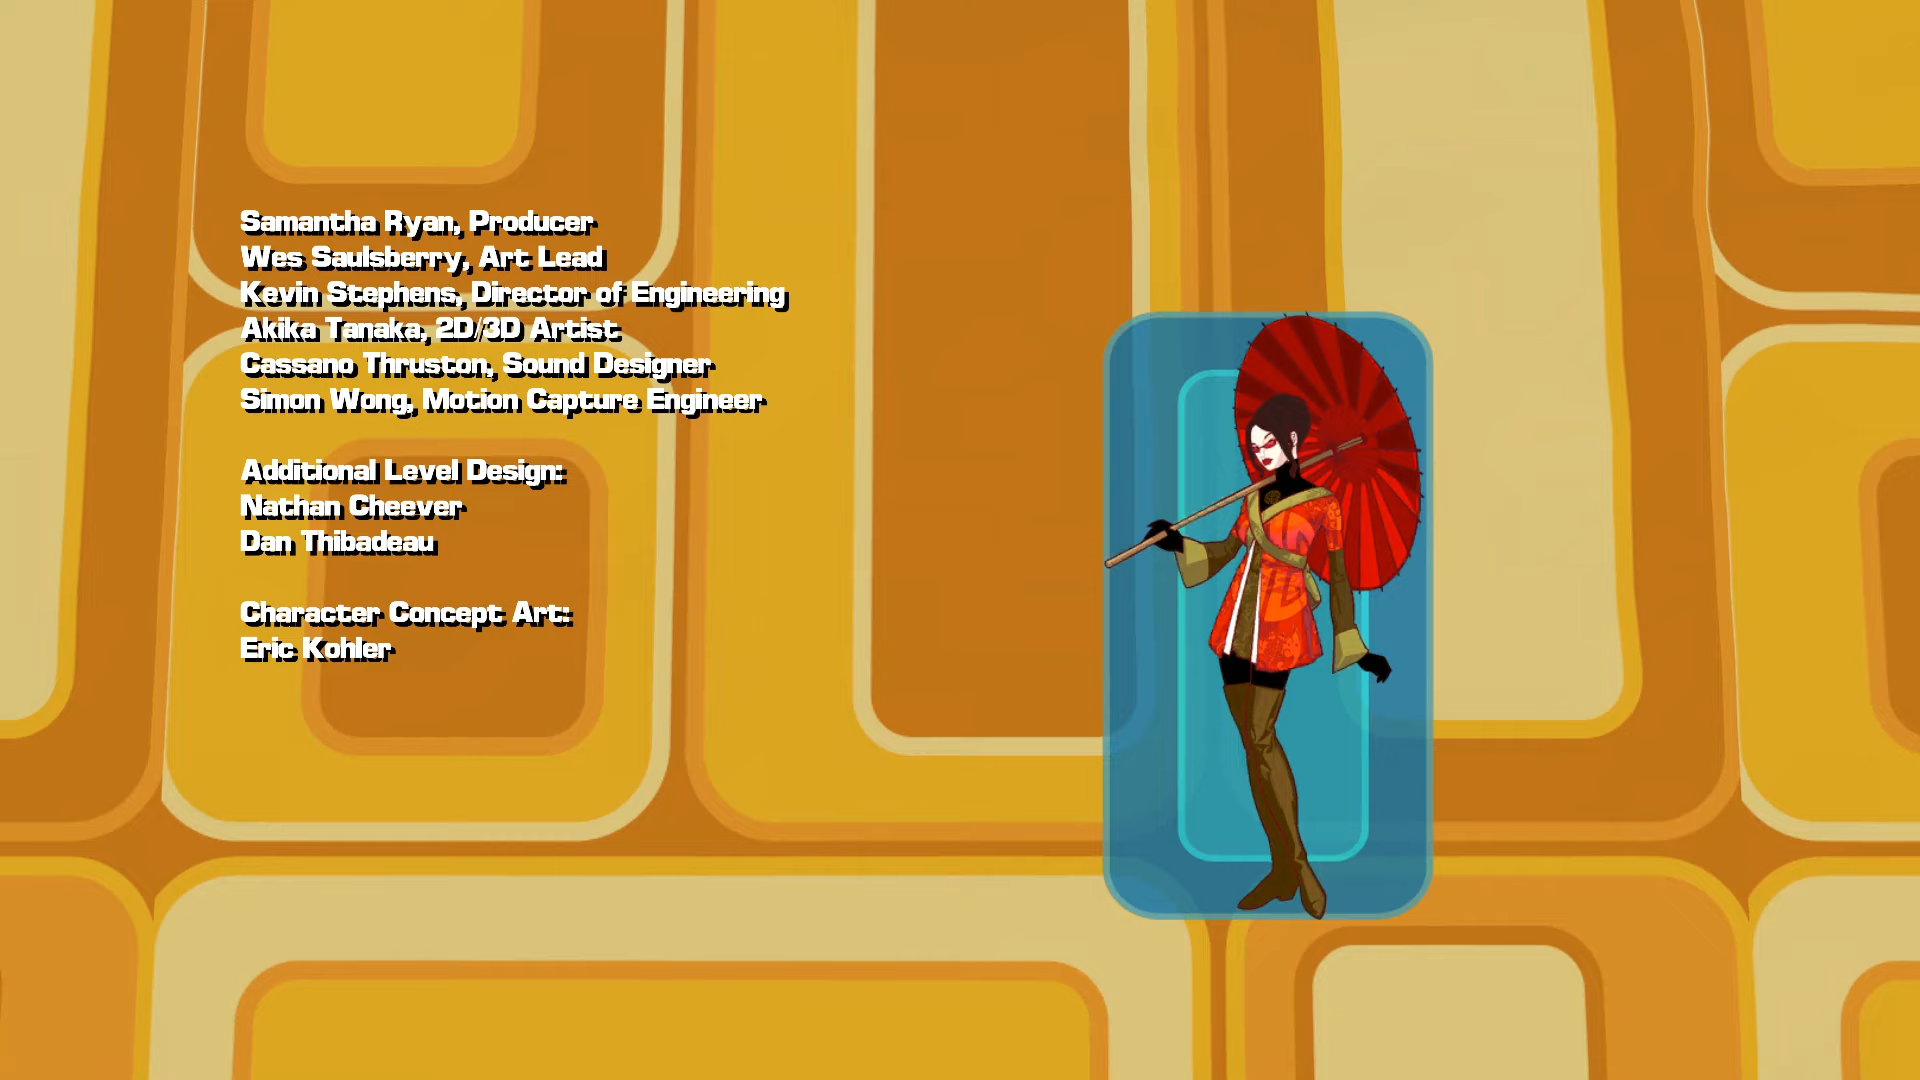 Samantha Ryan, Producer
Wes Saulsberry, Art Lead
Kevin Stephens, Director of Engineering
Akika Tanaka, 2D/3D Artist
Cassano Thruston, Sound Designer
Simon Wong, Motion Capture Engineer
Additional Level Design:
Nathan Cheever
Dan Thibadeau
Character Concept Art:
Eric Kohler